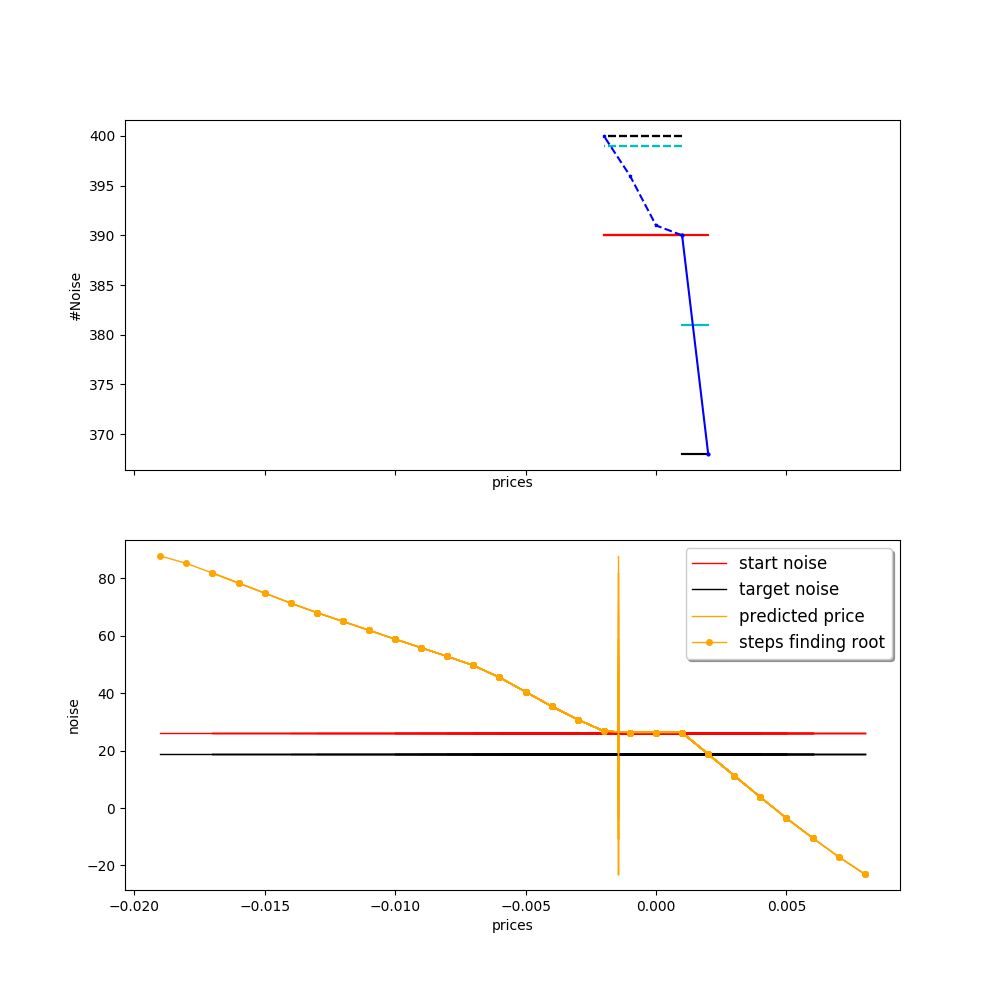 400
395
390
385
380
375
370
#Noise
prices
80
60
40
20
0
−20
noise
start noise
target noise
predicted price
steps finding root
−0.020 −0.015 −0.010 −0.005 0.000 0.005
prices